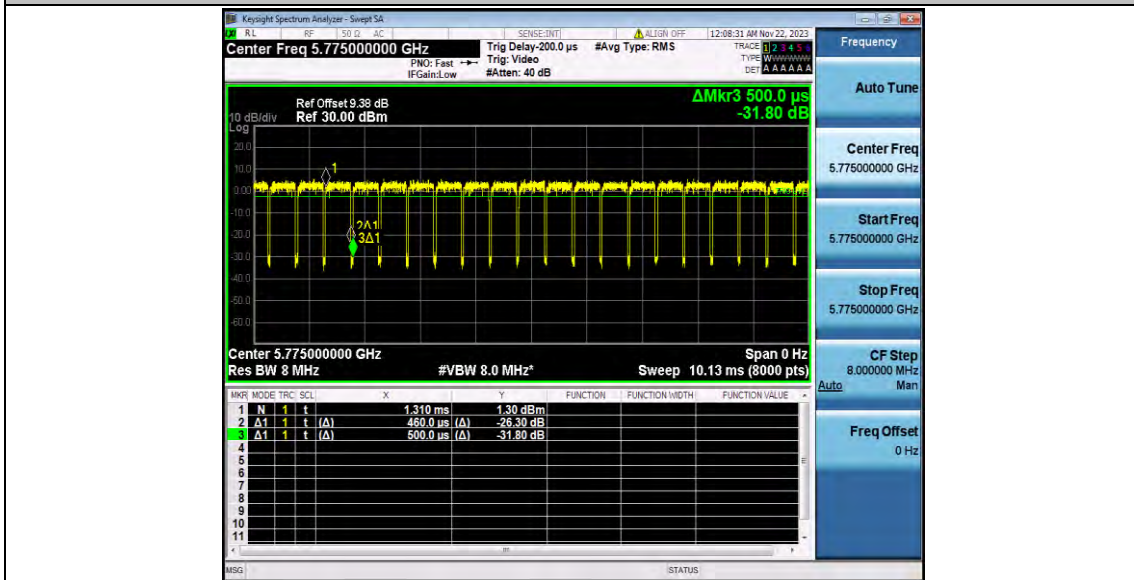 Keysight Spectrum Analyzer - Swept SA
RL RF 50 Ω AC SENSE:INT ALIGN OFF 12:08:31 AM Nov 22, 2023
Center Freq 5.775000000 GHz
Trig Delay-200.0 µs #Avg Type: RMS
PNO: Fast Trig: Video
IFGain:Low #Atten: 40 dB
TRACE 1 2 3 4 5 6
TYPE WWWWWW
DET A A A A A A
Frequency
ΔMkr3 500.0 µs
-31.80 dB
Ref Offset 9.38 dB
10 dB/div Ref 30.00 dBm
Log
20.0
10.0
0.00
-10.0
-20.0
-30.0
-40.0
-50.0
-60.0
1
2Δ1
3Δ1
Center 5.775000000 GHz Span 0 Hz
Res BW 8 MHz #VBW 8.0 MHz* Sweep 10.13 ms (8000 pts)
MKR MODE TRC SCL X Y FUNCTION FUNCTION WIDTH FUNCTION VALUE
1 N 1 t 1.310 ms 1.30 dBm
2 Δ1 1 t (Δ) 460.0 µs (Δ) -26.30 dB
3 Δ1 1 t (Δ) 500.0 µs (Δ) -31.80 dB
4
5
6
7
8
9
10
11
MSG STATUS
Auto Tune
Center Freq
5.775000000 GHz
Start Freq
5.775000000 GHz
Stop Freq
5.775000000 GHz
CF Step
8.000000 MHz
Auto Man
Freq Offset
0 Hz